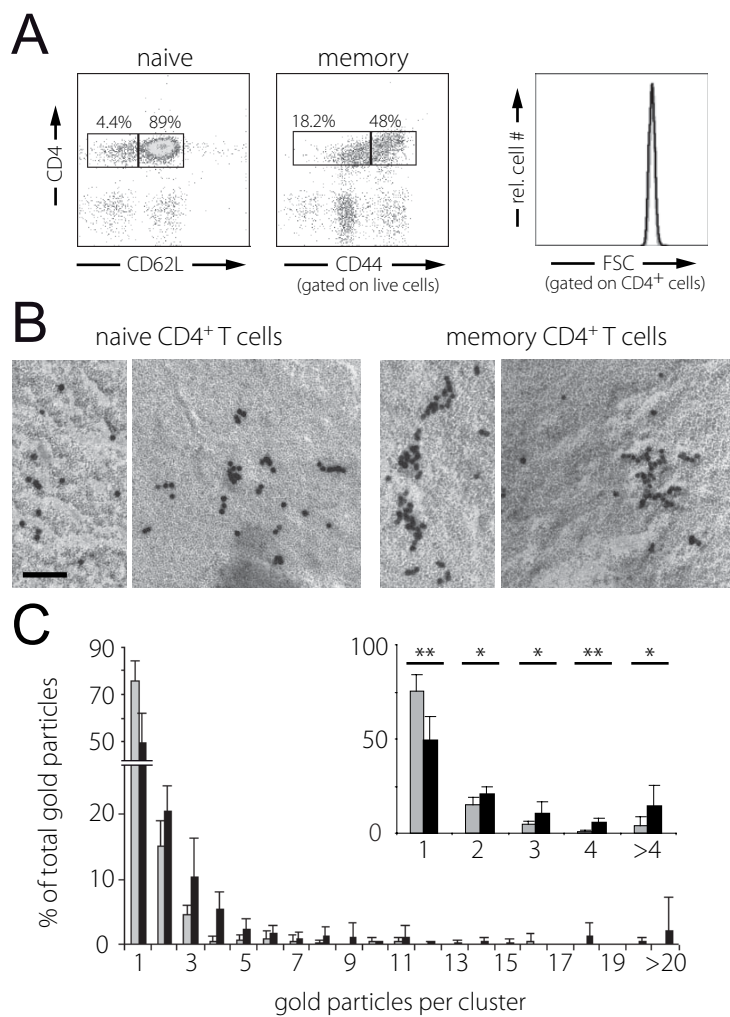 A
naive
memory
4.4% 89%
18.2% 48%
CD4
rel. cell #
CD62L
CD44
FSC
(gated on live cells)
(gated on CD4+ cells)
B
naive CD4+ T cells
memory CD4+ T cells
C
% of total gold particles
90
70
50
20
10
0
1 3 5 7 9 11 13 15 17 19 >20
gold particles per cluster
100
50
0
** * * ** *
1 2 3 4 >4